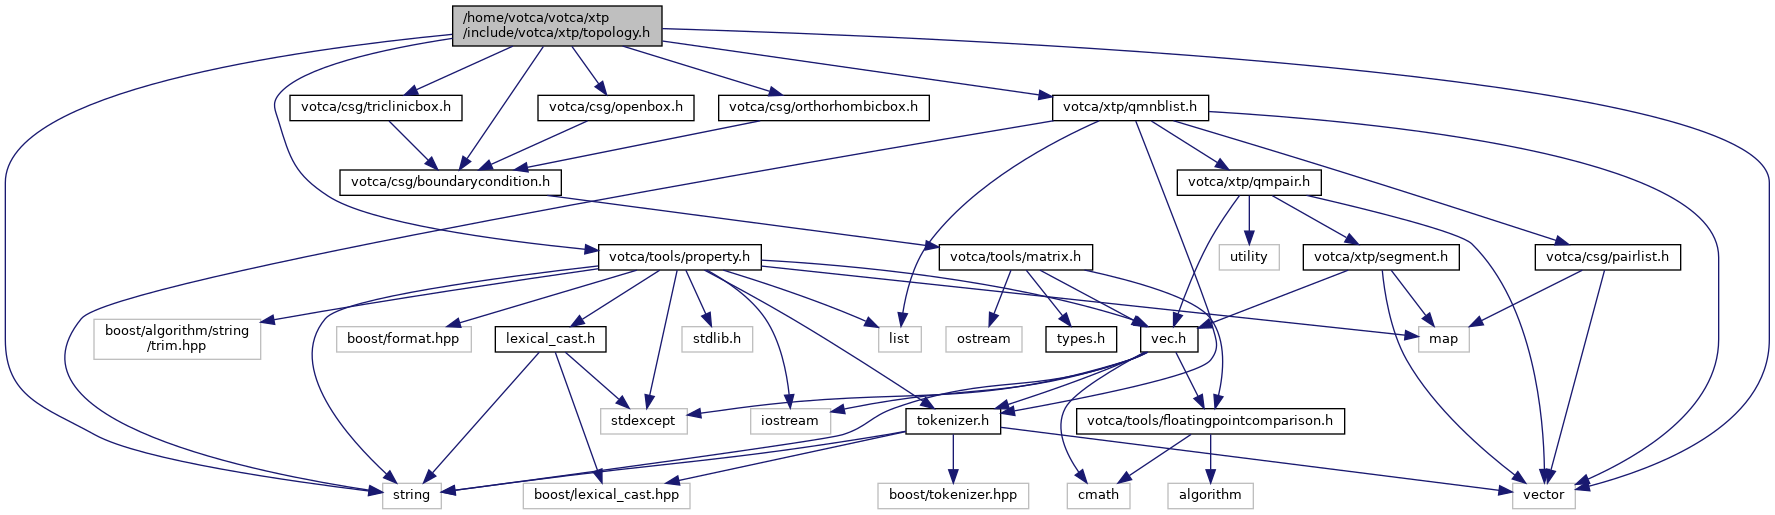 /home/votca/votca/xtp
/include/votca/xtp/topology.h
votca/csg/triclinicbox.h
votca/csg/openbox.h
votca/csg/orthorhombicbox.h
votca/xtp/qmnblist.h
votca/csg/boundarycondition.h
votca/xtp/qmpair.h
votca/tools/property.h
votca/tools/matrix.h
utility
votca/xtp/segment.h
votca/csg/pairlist.h
boost/algorithm/string
/trim.hpp
boost/format.hpp
lexical_cast.h
stdlib.h
list
ostream
types.h
vec.h
map
stdexcept
iostream
tokenizer.h
votca/tools/floatingpointcomparison.h
string
boost/lexical_cast.hpp
boost/tokenizer.hpp
cmath
algorithm
vector